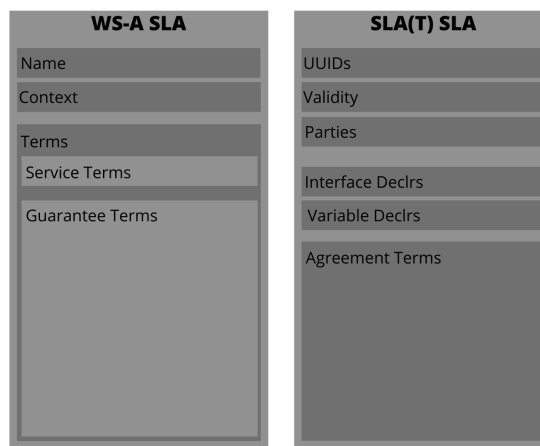 WS-A SLA
Name
Context
Terms
Service Terms
Guarantee Terms
SLA(T) SLA
UUIDs
Validity
Parties
Interface Declrs
Variable Declrs
Agreement Terms